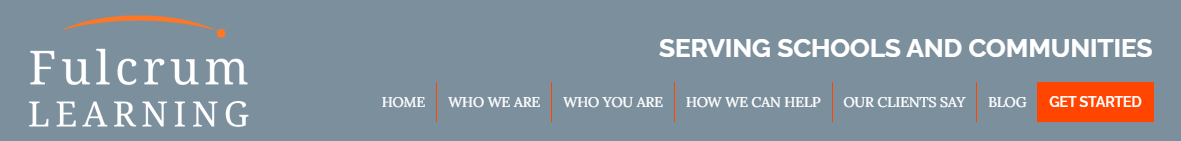 Fulcrum
LEARNING
SERVING SCHOOLS AND COMMUNITIES
HOME WHO WE ARE WHO YOU ARE HOW WE CAN HELP OUR CLIENTS SAY BLOG GET STARTED